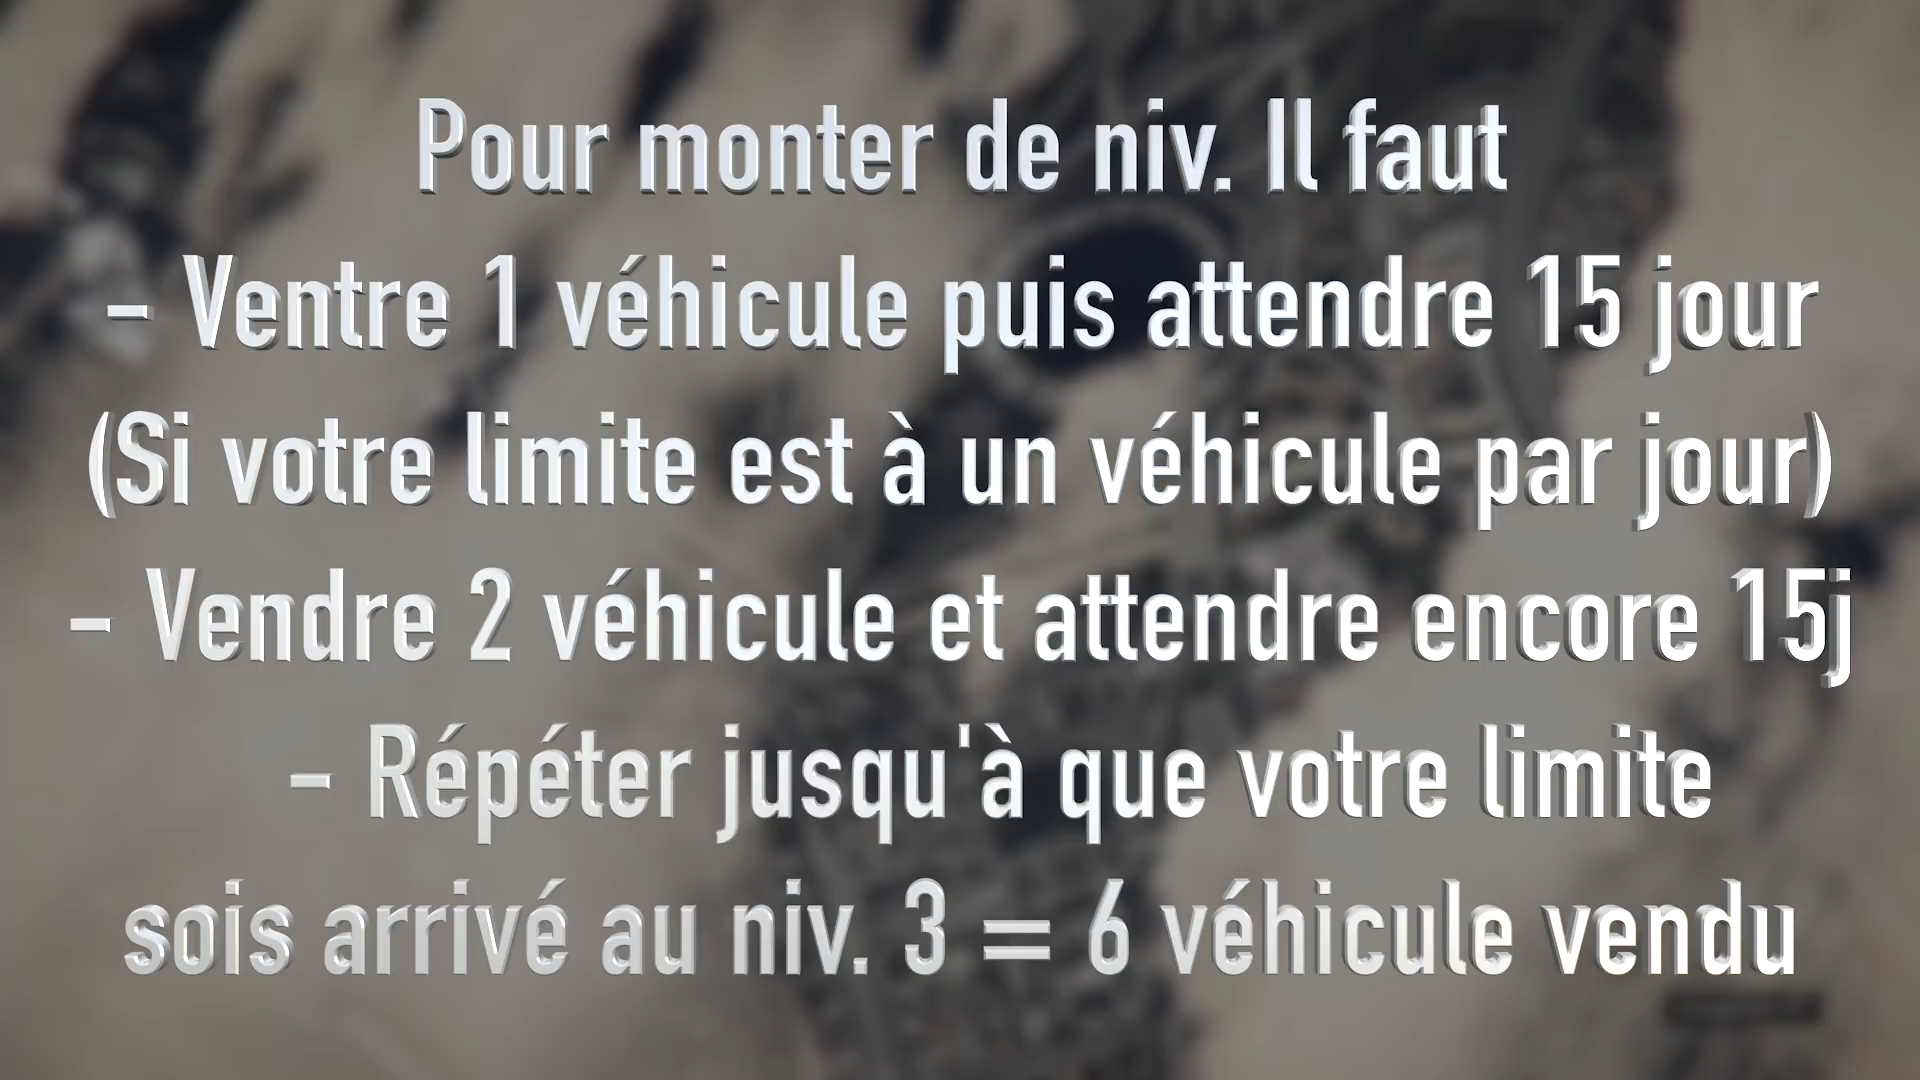 Pour monter de niv. Il faut
- Ventre 1 véhicule puis attendre 15 jour
(Si votre limite est à un véhicule par jour)
- Vendre 2 véhicule et attendre encore 15j
- Répéter jusqu'à que votre limite
sois arrivé au niv. 3 = 6 véhicule vendu